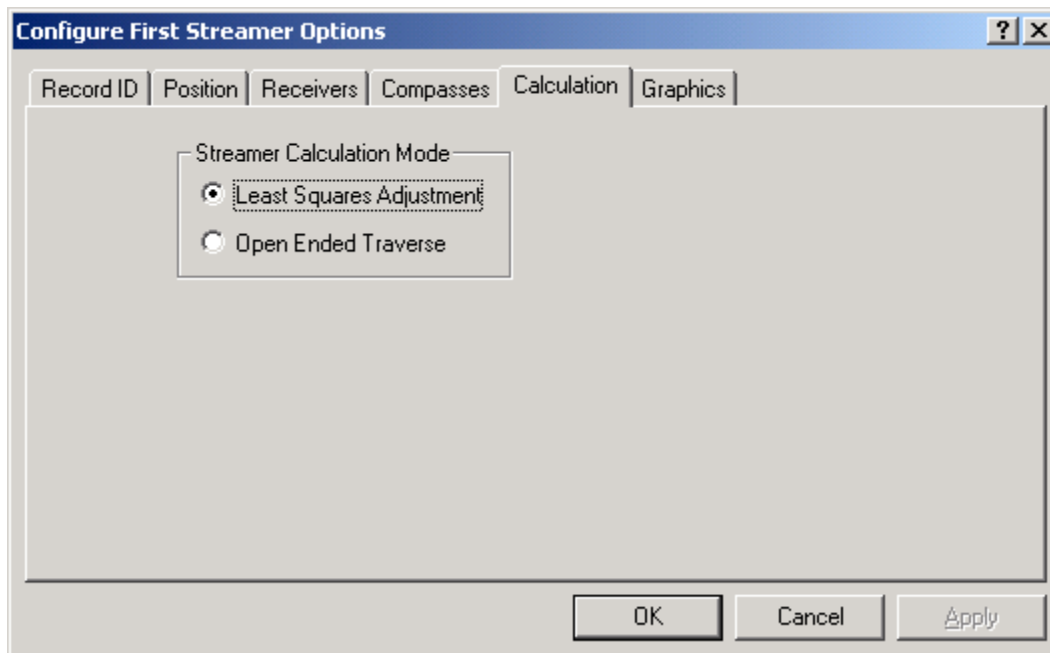 Configure First Streamer Options
Record ID Position Receivers Compasses Calculation Graphics
Streamer Calculation Mode
Least Squares Adjustment
Open Ended Traverse
OK Cancel Apply